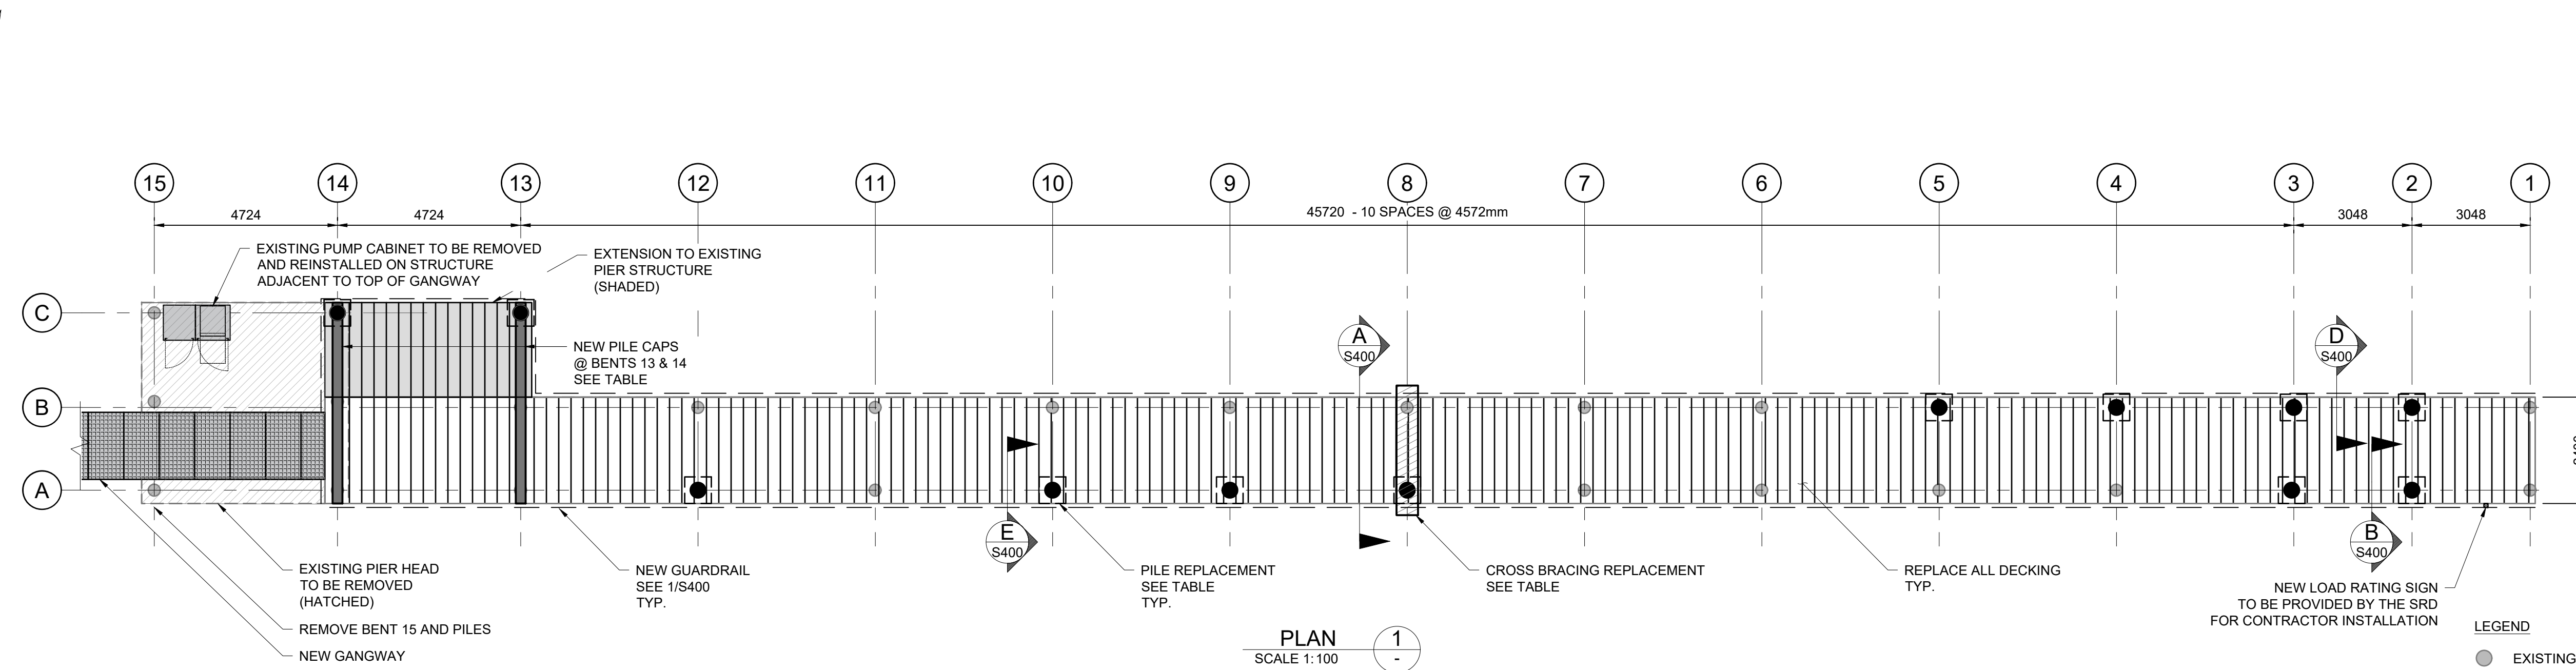 15
14
13
12
11
10
9
8
7
6
5
4
3
2
1
4724
4724
45720 - 10 SPACES @ 4572mm
3048
3048
EXISTING PUMP CABINET TO BE REMOVED
AND REINSTALLED ON STRUCTURE
ADJACENT TO TOP OF GANGWAY
EXTENSION TO EXISTING
PIER STRUCTURE
(SHADED)
C
NEW PILE CAPS
@ BENTS 13 & 14
SEE TABLE
A
S400
D
S400
B
A
E
S400
B
S400
EXISTING PIER HEAD
TO BE REMOVED
(HATCHED)
REMOVE BENT 15 AND PILES
NEW GANGWAY
NEW GUARDRAIL
SEE 1/S400
TYP.
PILE REPLACEMENT
SEE TABLE
TYP.
CROSS BRACING REPLACEMENT
SEE TABLE
REPLACE ALL DECKING
TYP.
NEW LOAD RATING SIGN
TO BE PROVIDED BY THE SRD
FOR CONTRACTOR INSTALLATION
PLAN
SCALE 1:100
1
-
LEGEND
EXISTING